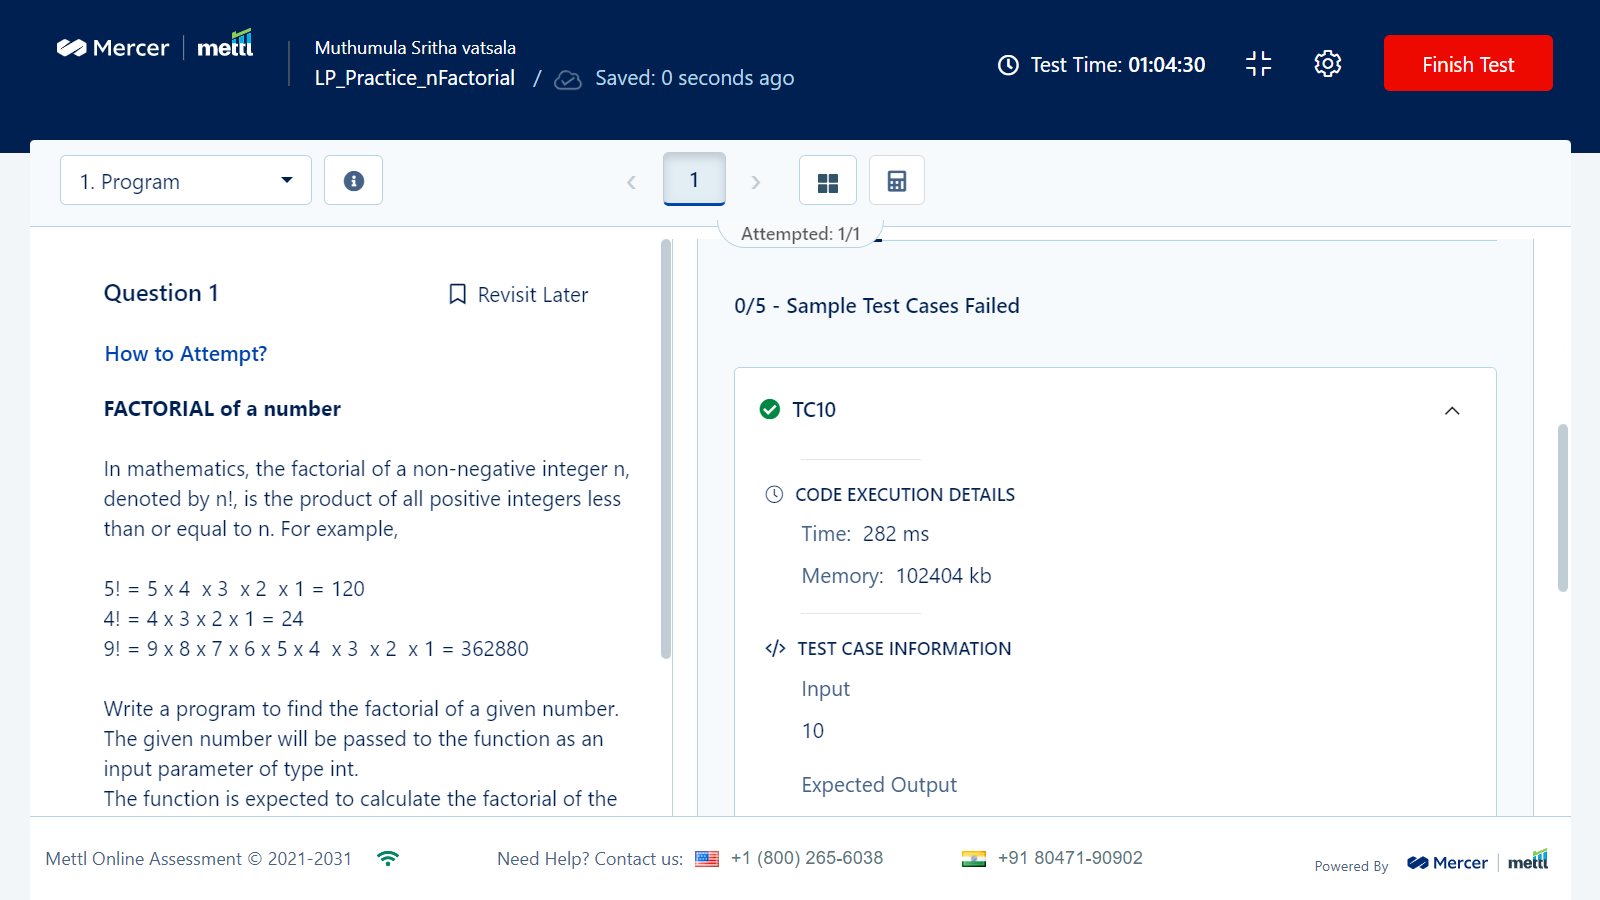 Mercer mettl
Muthumula Sritha vatsala
LP_Practice_nFactorial / Saved: 0 seconds ago
Test Time: 01:04:30
Finish Test
1. Program
1
Attempted: 1/1
Question 1
Revisit Later
How to Attempt?
FACTORIAL of a number
In mathematics, the factorial of a non-negative integer n,
denoted by n!, is the product of all positive integers less
than or equal to n. For example,
5! = 5 x 4 x 3 x 2 x 1 = 120
4! = 4 x 3 x 2 x 1 = 24
9! = 9 x 8 x 7 x 6 x 5 x 4 x 3 x 2 x 1 = 362880
Write a program to find the factorial of a given number.
The given number will be passed to the function as an
input parameter of type int.
The function is expected to calculate the factorial of the
0/5 - Sample Test Cases Failed
TC10
CODE EXECUTION DETAILS
Time: 282 ms
Memory: 102404 kb
</> TEST CASE INFORMATION
Input
10
Expected Output
Mettl Online Assessment © 2021-2031
Need Help? Contact us: +1 (800) 265-6038
+91 80471-90902
Powered By Mercer mettl